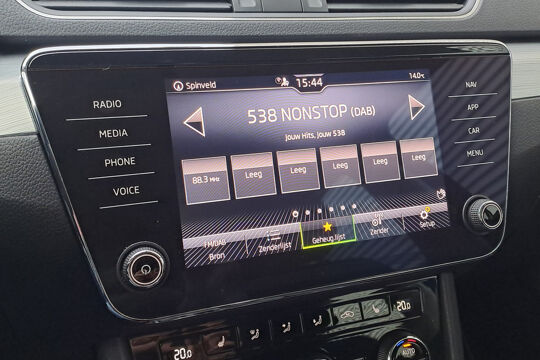 Spinveld
15:44
14.0°C
RADIO
MEDIA
PHONE
VOICE
NAV
APP
CAR
MENU
538 NONSTOP (DAB)
Jouw Hits, Jouw 538
88.3 MHz
Leeg
Leeg
Leeg
Leeg
Leeg
FM/DAB
Bron
Zenderlijst
Geheug.lijst
Zender
Setup
20.0
20.0
AUTO